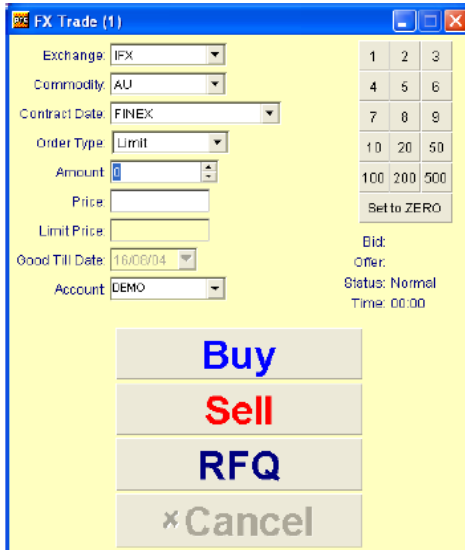 FX Trade (1)
Exchange: IFX
Commodity: AU
Contract Date: FINEX
Order Type: Limit
Amount: 0
Price:
Limit Price:
Good Till Date: 16/08/04
Account: DEMO
1 2 3
4 5 6
7 8 9
10 20 50
100 200 500
Set to ZERO
Bid:
Offer:
Status: Normal
Time: 00:00
Buy
Sell
RFQ
Cancel